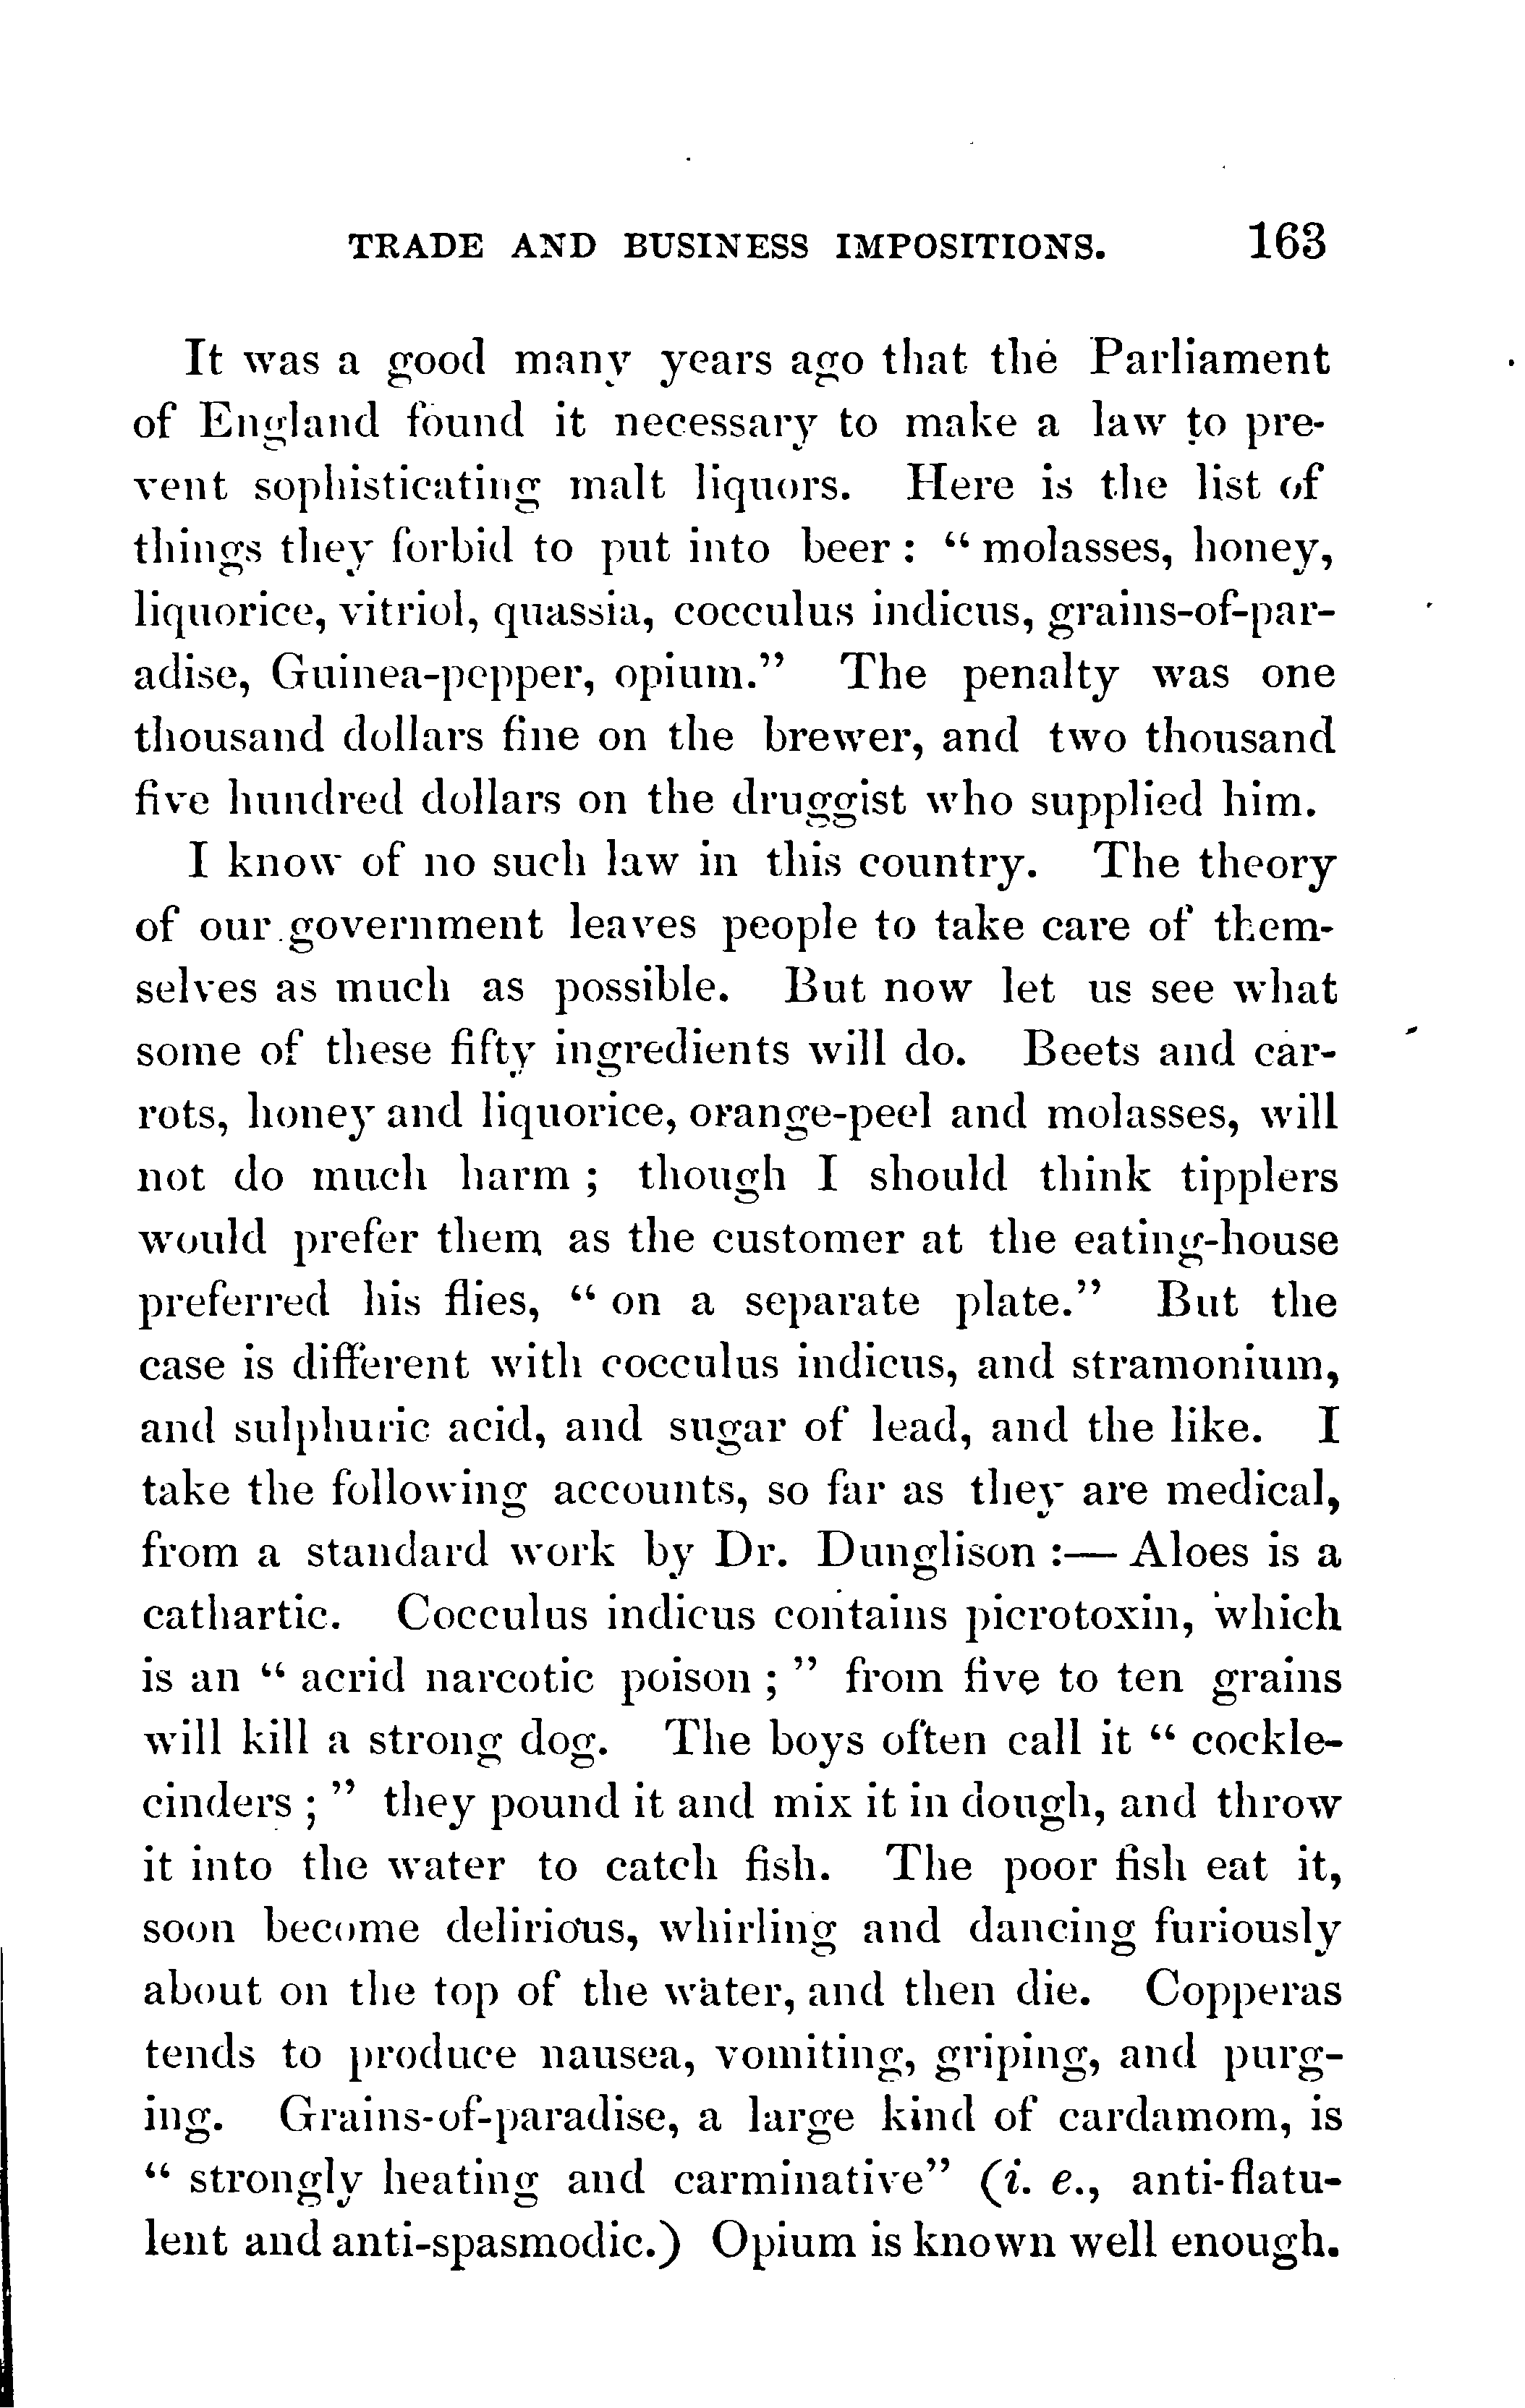 TRADE AND BUSINESS IMPOSITIONS. 163
It was a good many years ago that the Parliament
of England found it necessary to make a law to pre-
vent sophisticating malt liquors. Here is the list of
things they forbid to put into beer : “ molasses, honey,
liquorice, vitriol, quassia, cocculus indicus, grains-of-par-
adise, Guinea-pepper, opium.” The penalty was one
thousand dollars fine on the brewer, and two thousand
five hundred dollars on the druggist who supplied him.
I know of no such law in this country. The theory
of our government leaves people to take care of them-
selves as much as possible. But now let us see what
some of these fifty ingredients will do. Beets and car-
rots, honey and liquorice, orange-peel and molasses, will
not do much harm ; though I should think tipplers
would prefer them as the customer at the eating-house
preferred his flies, “ on a separate plate.” But the
case is different with cocculus indicus, and stramonium,
and sulphuric acid, and sugar of lead, and the like. I
take the following accounts, so far as they are medical,
from a standard work by Dr. Dunglison :— Aloes is a
cathartic. Cocculus indicus contains picrotoxin, which
is an “ acrid narcotic poison ; ” from five to ten grains
will kill a strong dog. The boys often call it “ cockle-
cinders ; ” they pound it and mix it in dough, and throw
it into the water to catch fish. The poor fish eat it,
soon become delirious, whirling and dancing furiously
about on the top of the water, and then die. Copperas
tends to produce nausea, vomiting, griping, and purg-
ing. Grains-of-paradise, a large kind of cardamom, is
“ strongly heating and carminative” (i. e., anti-flatu-
lent and anti-spasmodic.) Opium is known well enough.